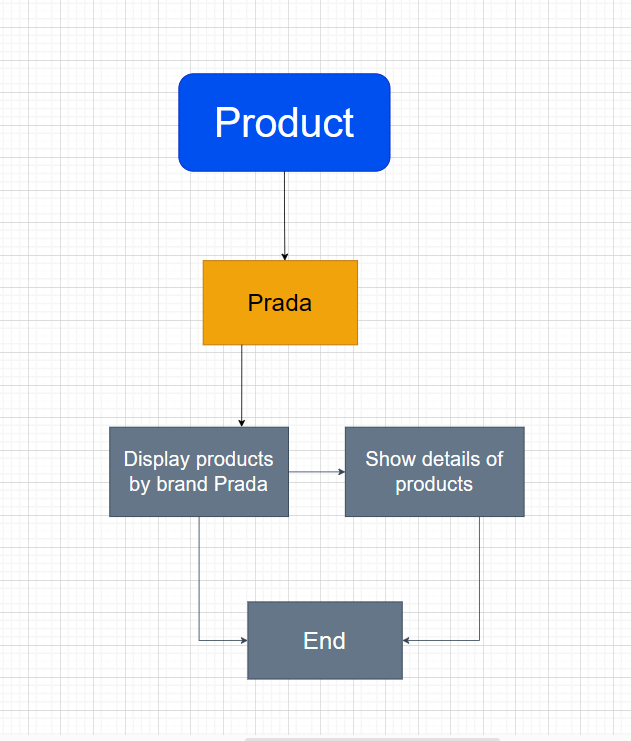 Product
Prada
Display products
by brand Prada
Show details of
products
End